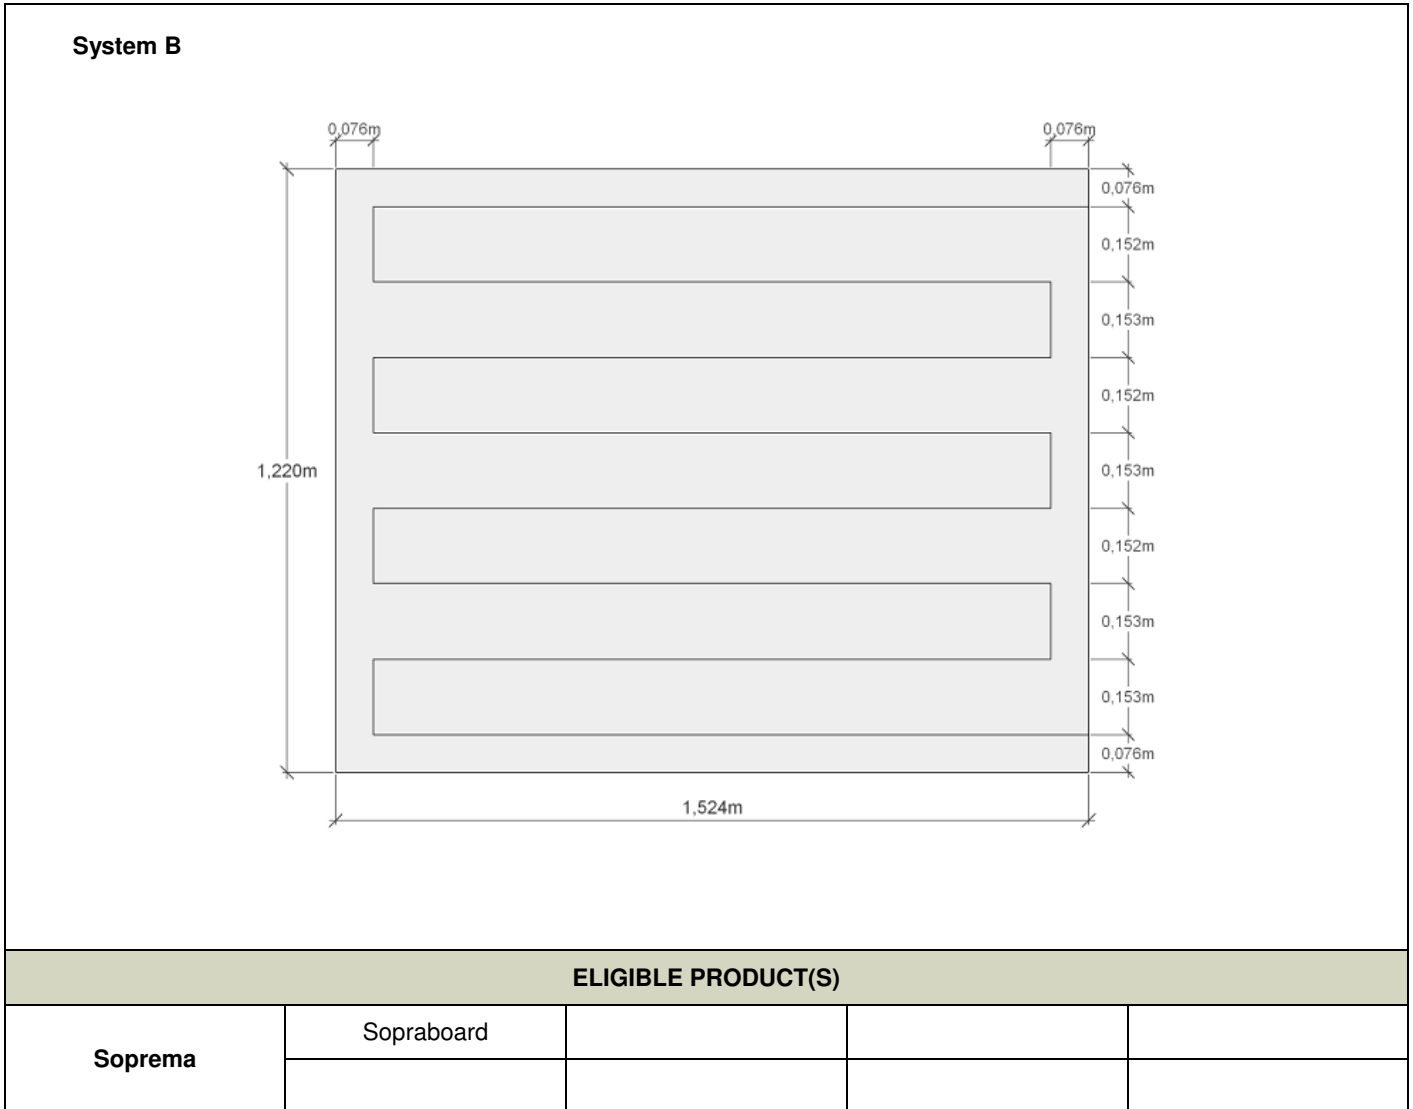 System B
0,076m
0,076m
0,076m
0,152m
0,153m
0,152m
1,220m
0,153m
0,152m
0,153m
0,153m
0,076m
1,524m
ELIGIBLE PRODUCT(S)
Soprema
Sopraboard